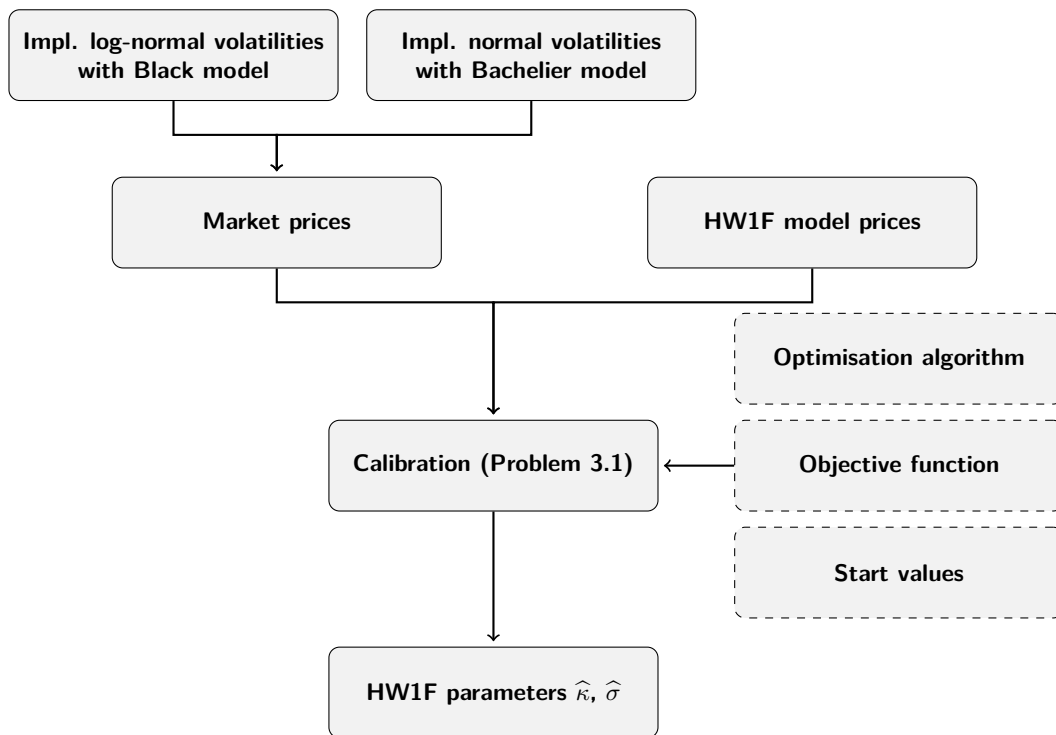 Impl. log-normal volatilities
with Black model
Impl. normal volatilities
with Bachelier model
Market prices
HW1F model prices
Optimisation algorithm
Calibration (Problem 3.1)
Objective function
Start values
HW1F parameters κ̂, σ̂